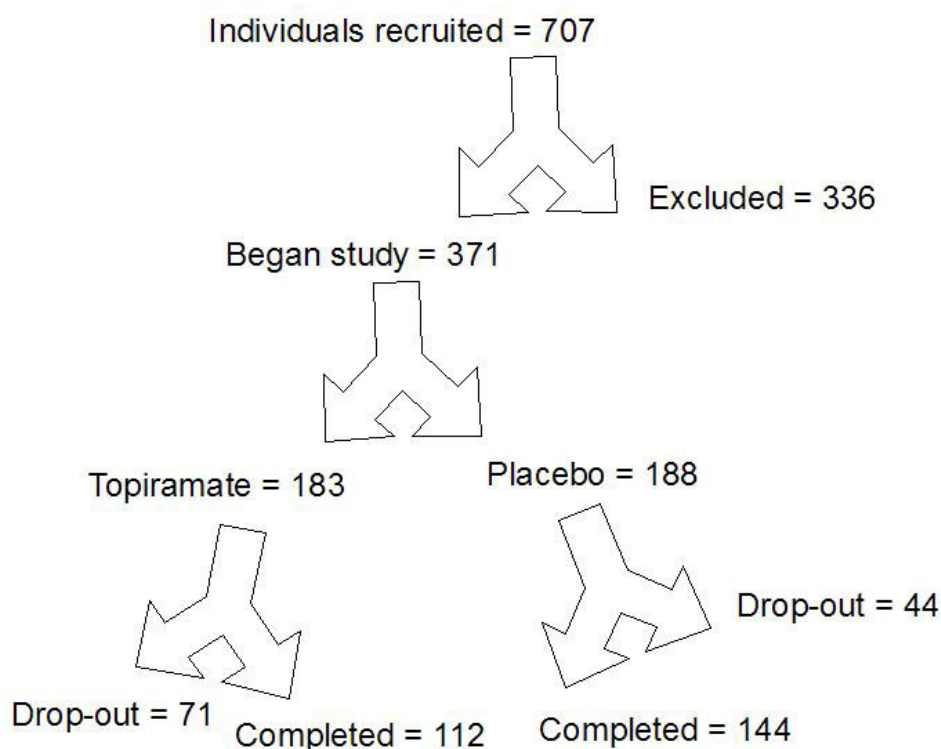 Individuals recruited = 707
Excluded = 336
Began study = 371
Topiramate = 183
Placebo = 188
Drop-out = 44
Drop-out = 71
Completed = 112
Completed = 144